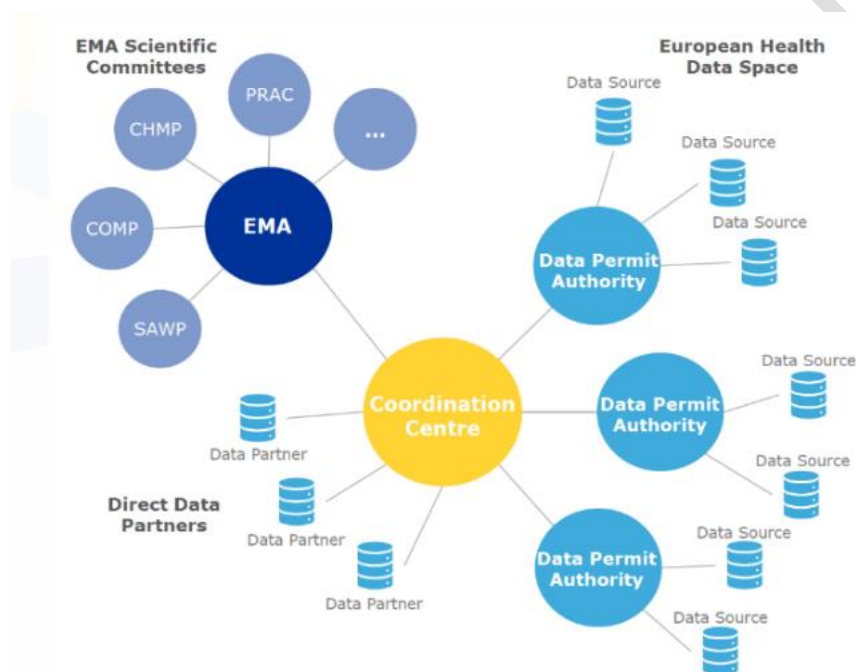 EMA Scientific
Committees
PRAC
CHMP
...
COMP
EMA
SAWP
European Health
Data Space
Data Source
Data Source
Data Source
Data Permit
Authority
Coordination
Centre
Data Permit
Authority
Data Source
Data Source
Data Partner
Direct Data
Partners
Data Partner
Data Partner
Data Permit
Authority
Data Source
Data Source